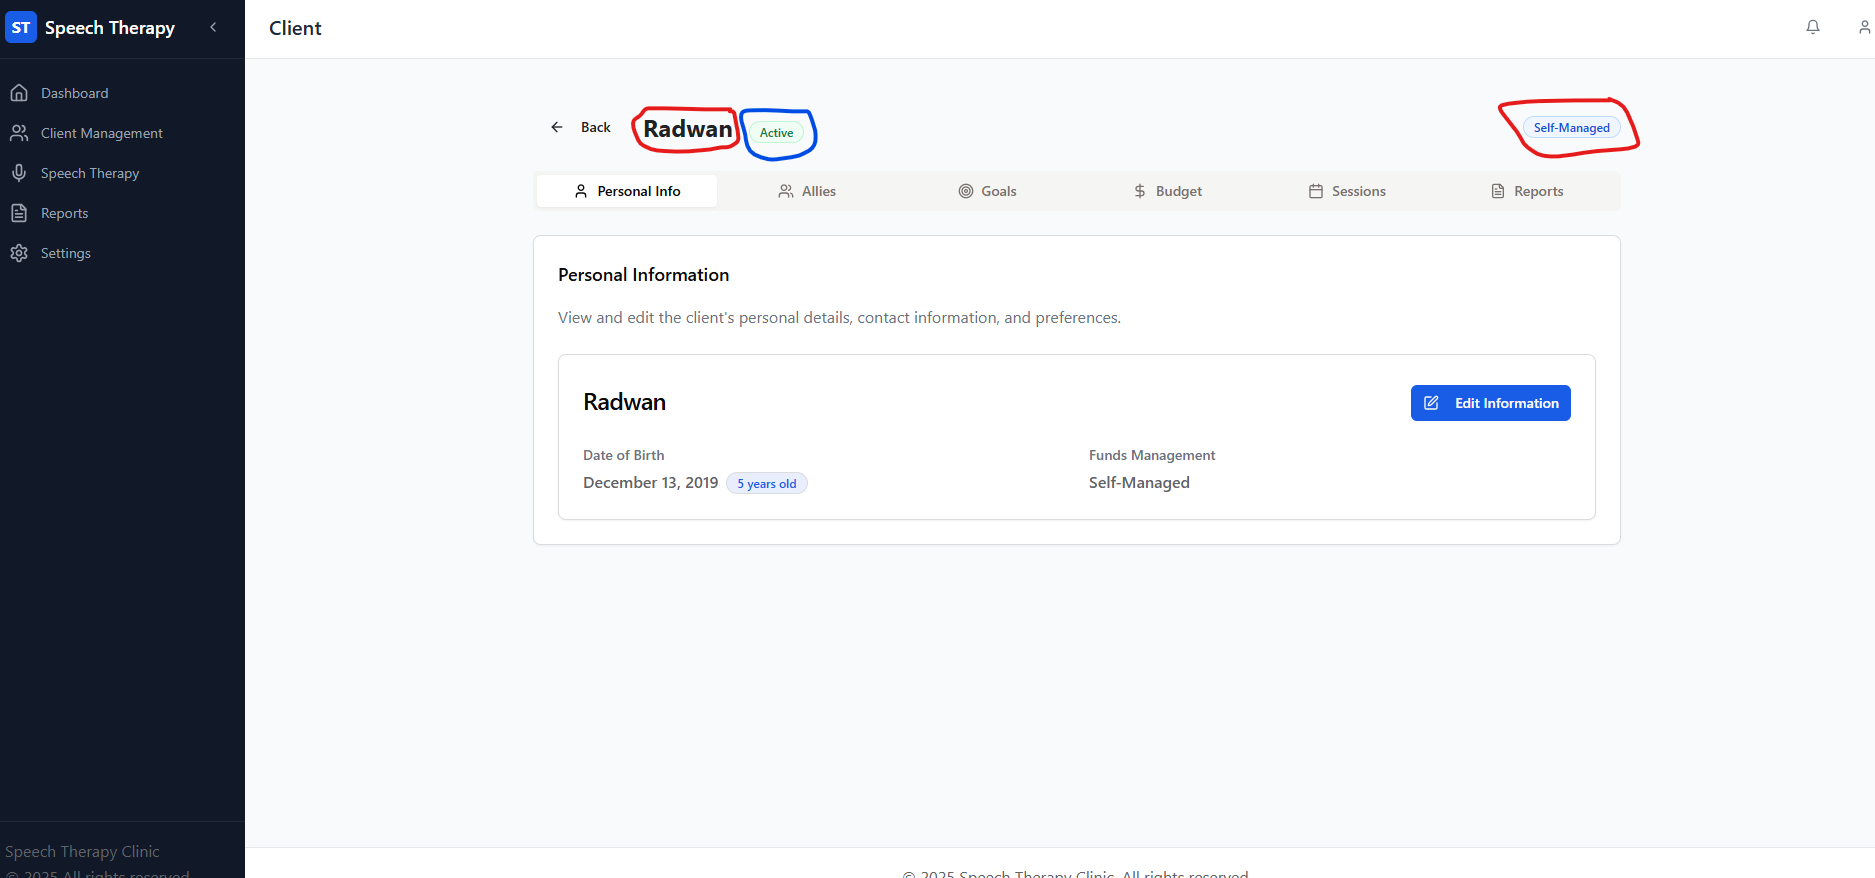 ST Speech Therapy
Client
Dashboard
Client Management
Speech Therapy
Reports
Settings
Back Radwan Active Self-Managed
Personal Info Allies Goals Budget Sessions Reports
Personal Information
View and edit the client's personal details, contact information, and preferences.
Radwan
Edit Information
Date of Birth Funds Management
December 13, 2019 5 years old Self-Managed
Speech Therapy Clinic
© 2025 All rights reserved
© 2025 Speech Therapy Clinic. All rights reserved.